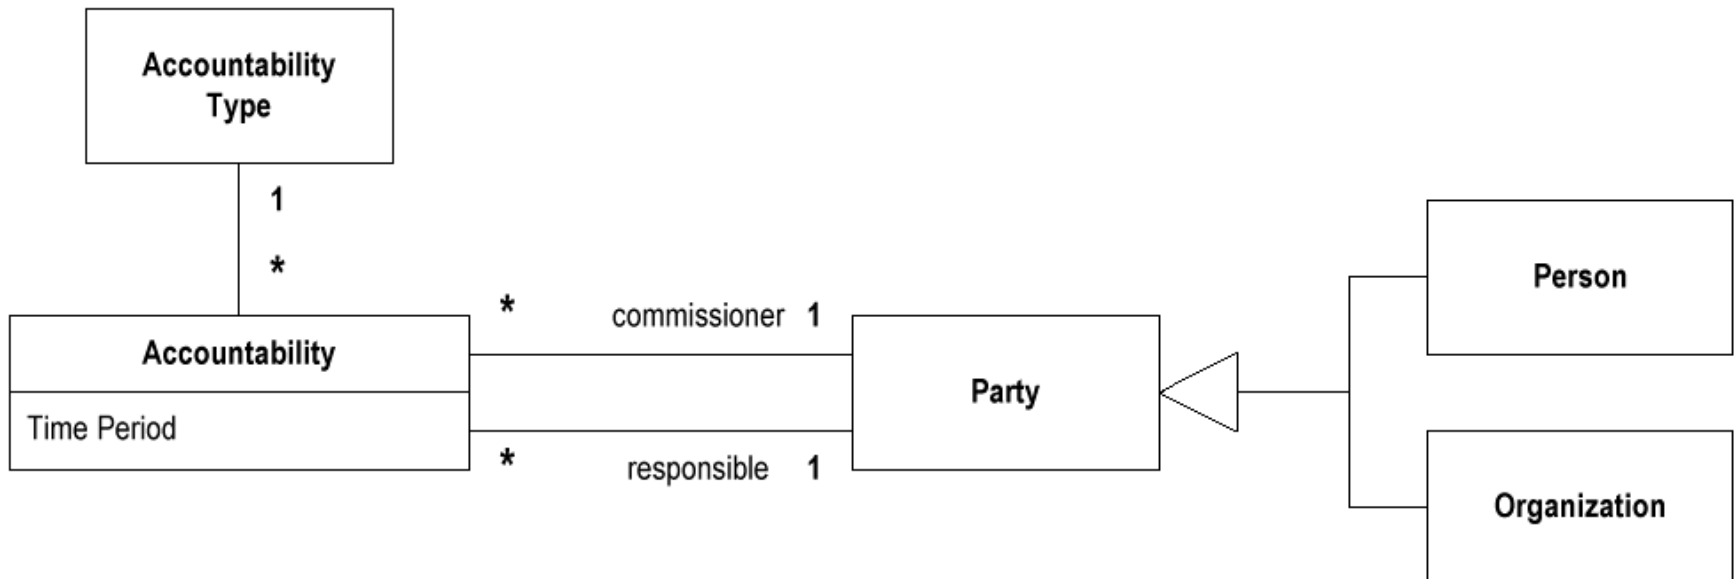 Accountability
Type
1
*
* commissioner 1
Accountability
Time Period
* responsible 1
Party
Person
Organization